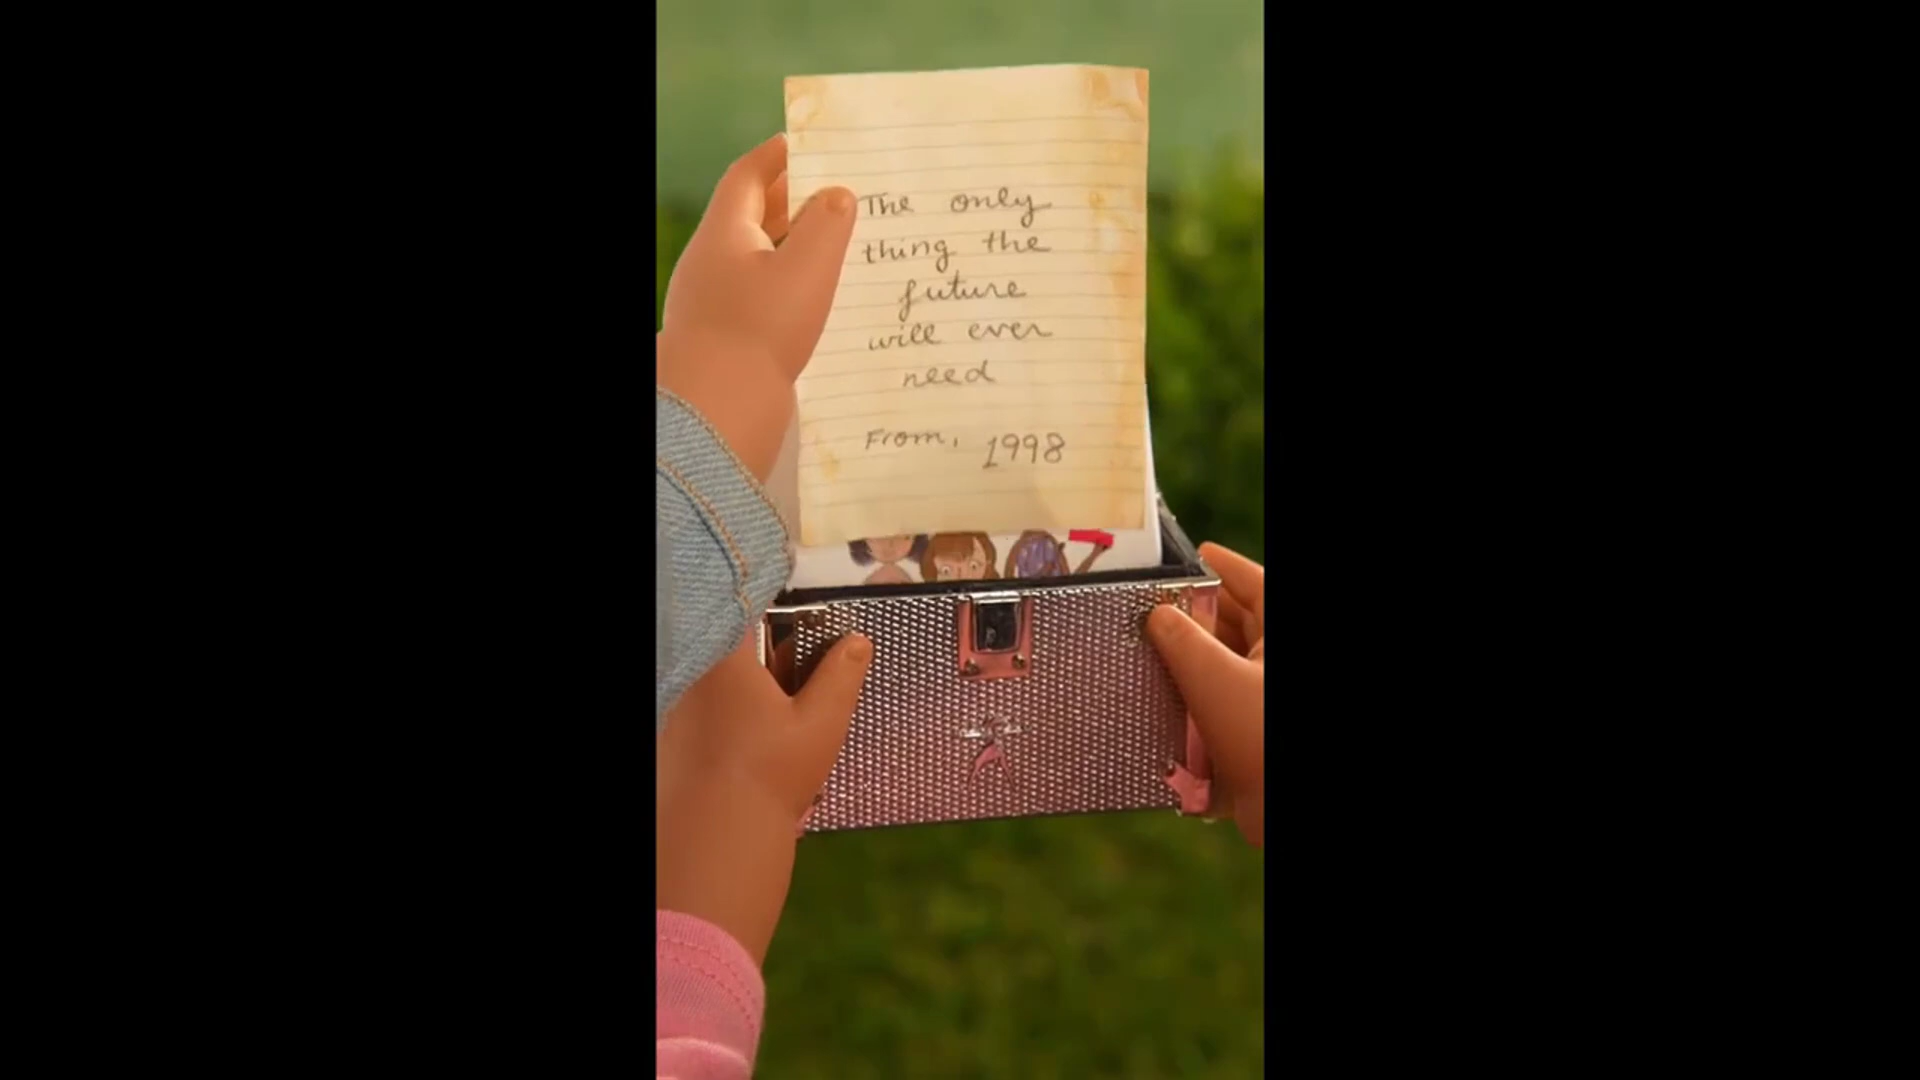 The only
thing the
future
will ever
need
From, 1998